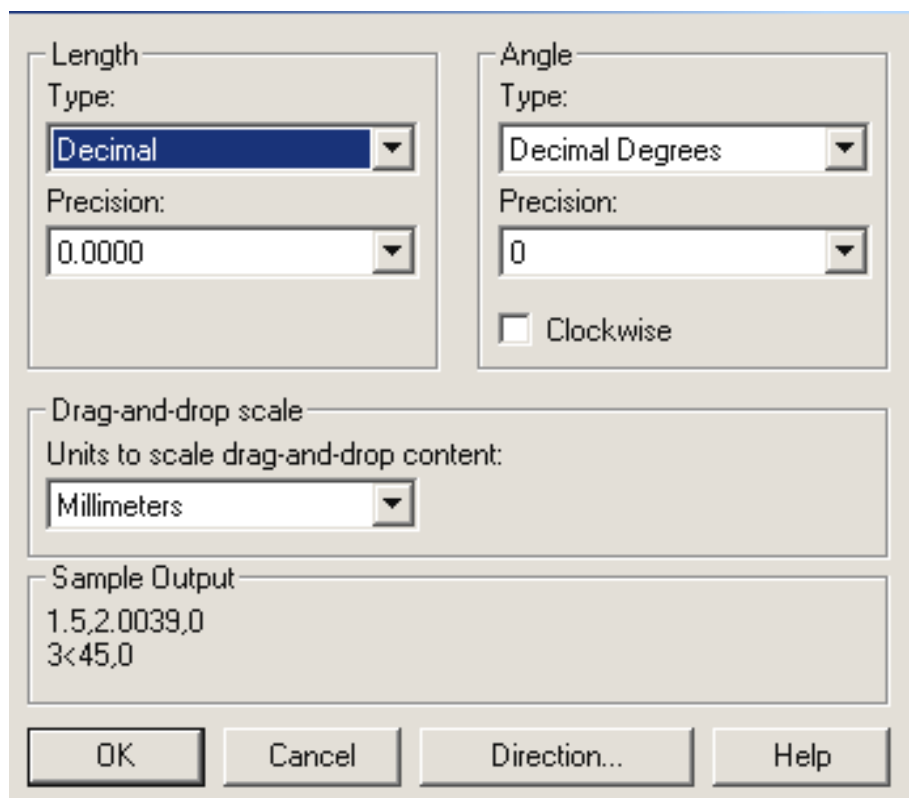 Length
Type:
Decimal
Precision:
0.0000
Angle
Type:
Decimal Degrees
Precision:
0
Clockwise
Drag-and-drop scale
Units to scale drag-and-drop content:
Millimeters
Sample Output
1.5,2.0039,0
3<45,0
OK Cancel Direction... Help